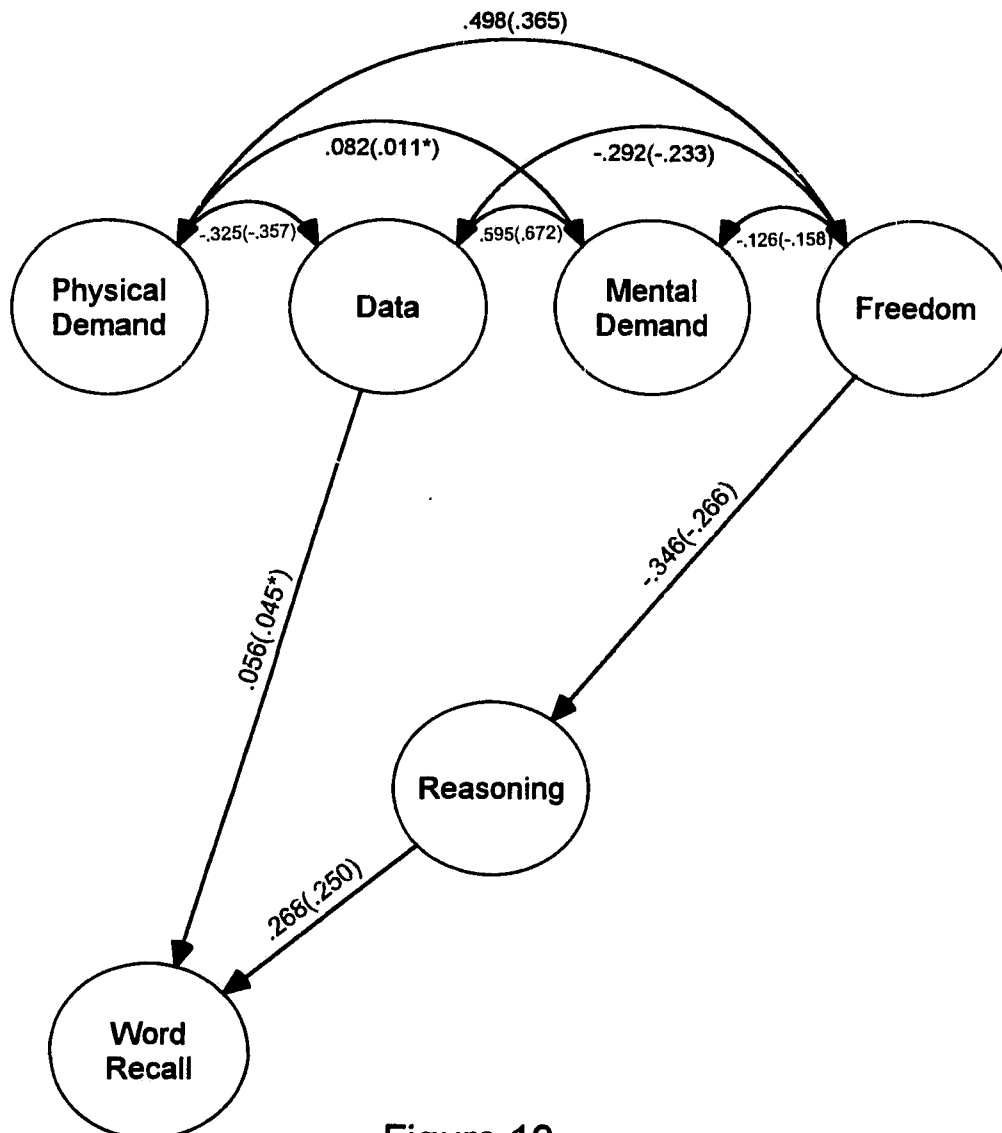 .498(.365)
.082(.011*)
-.292(-.233)
-.325(-.357)
.595(.672)
-.126(-.158)
Physical
Demand
Data
Mental
Demand
Freedom
-.346(-.266)
.056(.045*)
Reasoning
.268(.250)
Word
Recall